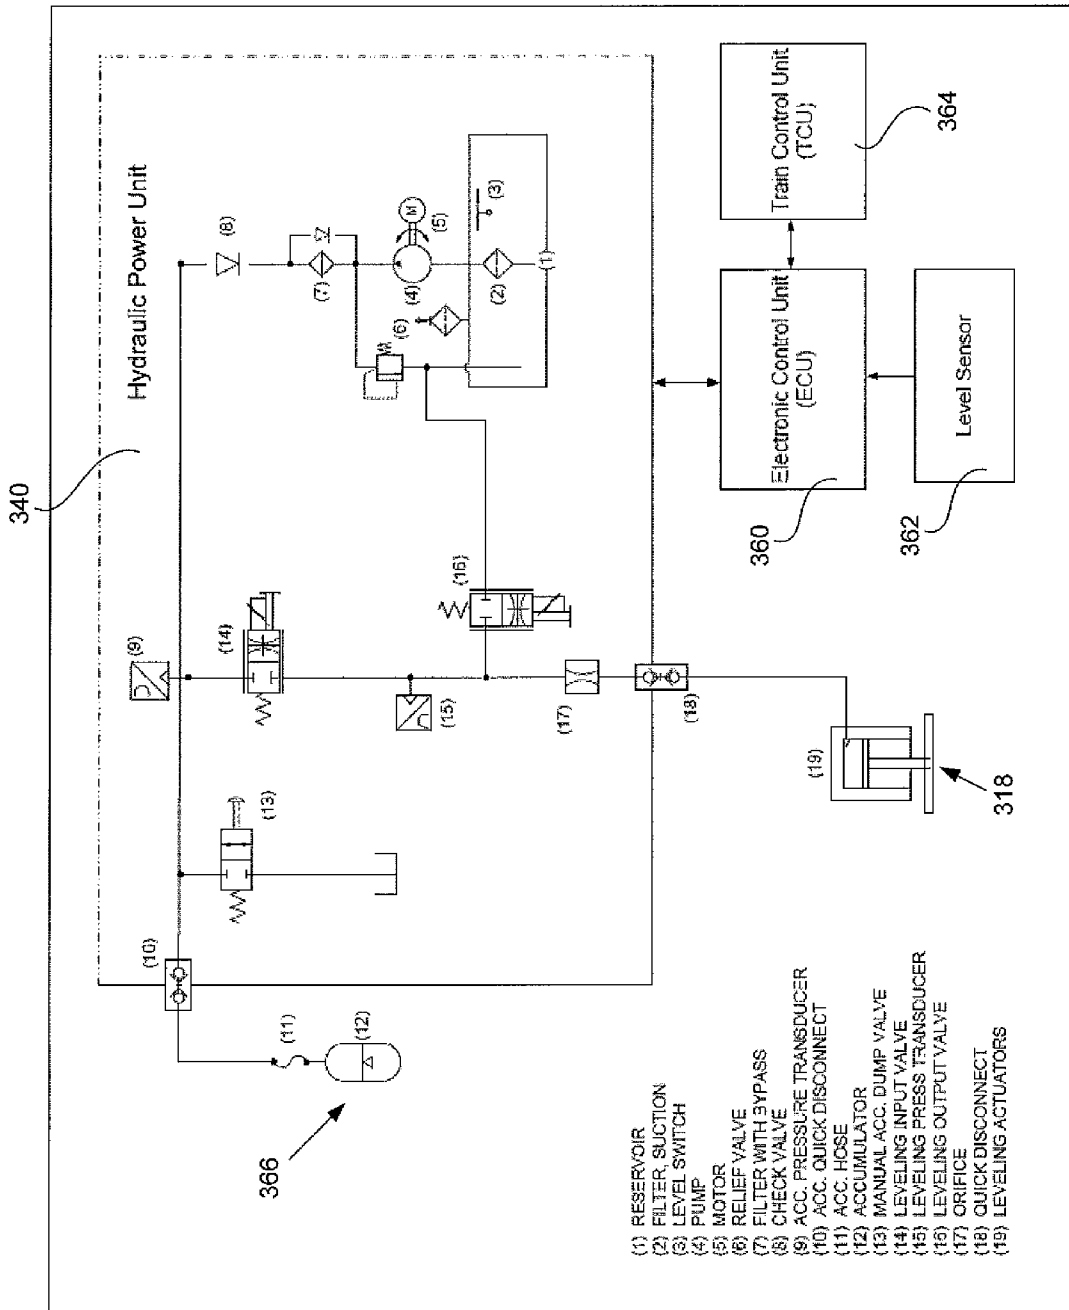 340
Hydraulic Power Unit
(8)
(7)
M
(5)
(4)
(6)
(3)
(2)
(1)
(9)
(14)
(16)
(15)
(13)
(17)
(18)
(10)
(11)
(12)
366
(19)
318
Electronic Control Unit
(ECU)
360
Train Control Unit
(TCU)
364
Level Sensor
362
(1) RESERVOIR
(2) FILTER, SUCTION
(3) LEVEL SWITCH
(4) PUMP
(5) MOTOR
(6) RELIEF VALVE
(7) FILTER WITH BYPASS
(8) CHECK VALVE
(9) ACC. PRESSURE TRANSDUCER
(10) ACC. QUICK DISCONNECT
(11) ACC. HOSE
(12) ACCUMULATOR
(13) MANUAL ACC. DUMP VALVE
(14) LEVELING INPUT VALVE
(15) LEVELING PRESS TRANSDUCER
(16) LEVELING OUTPUT VALVE
(17) ORIFICE
(18) QUICK DISCONNECT
(19) LEVELING ACTUATORS